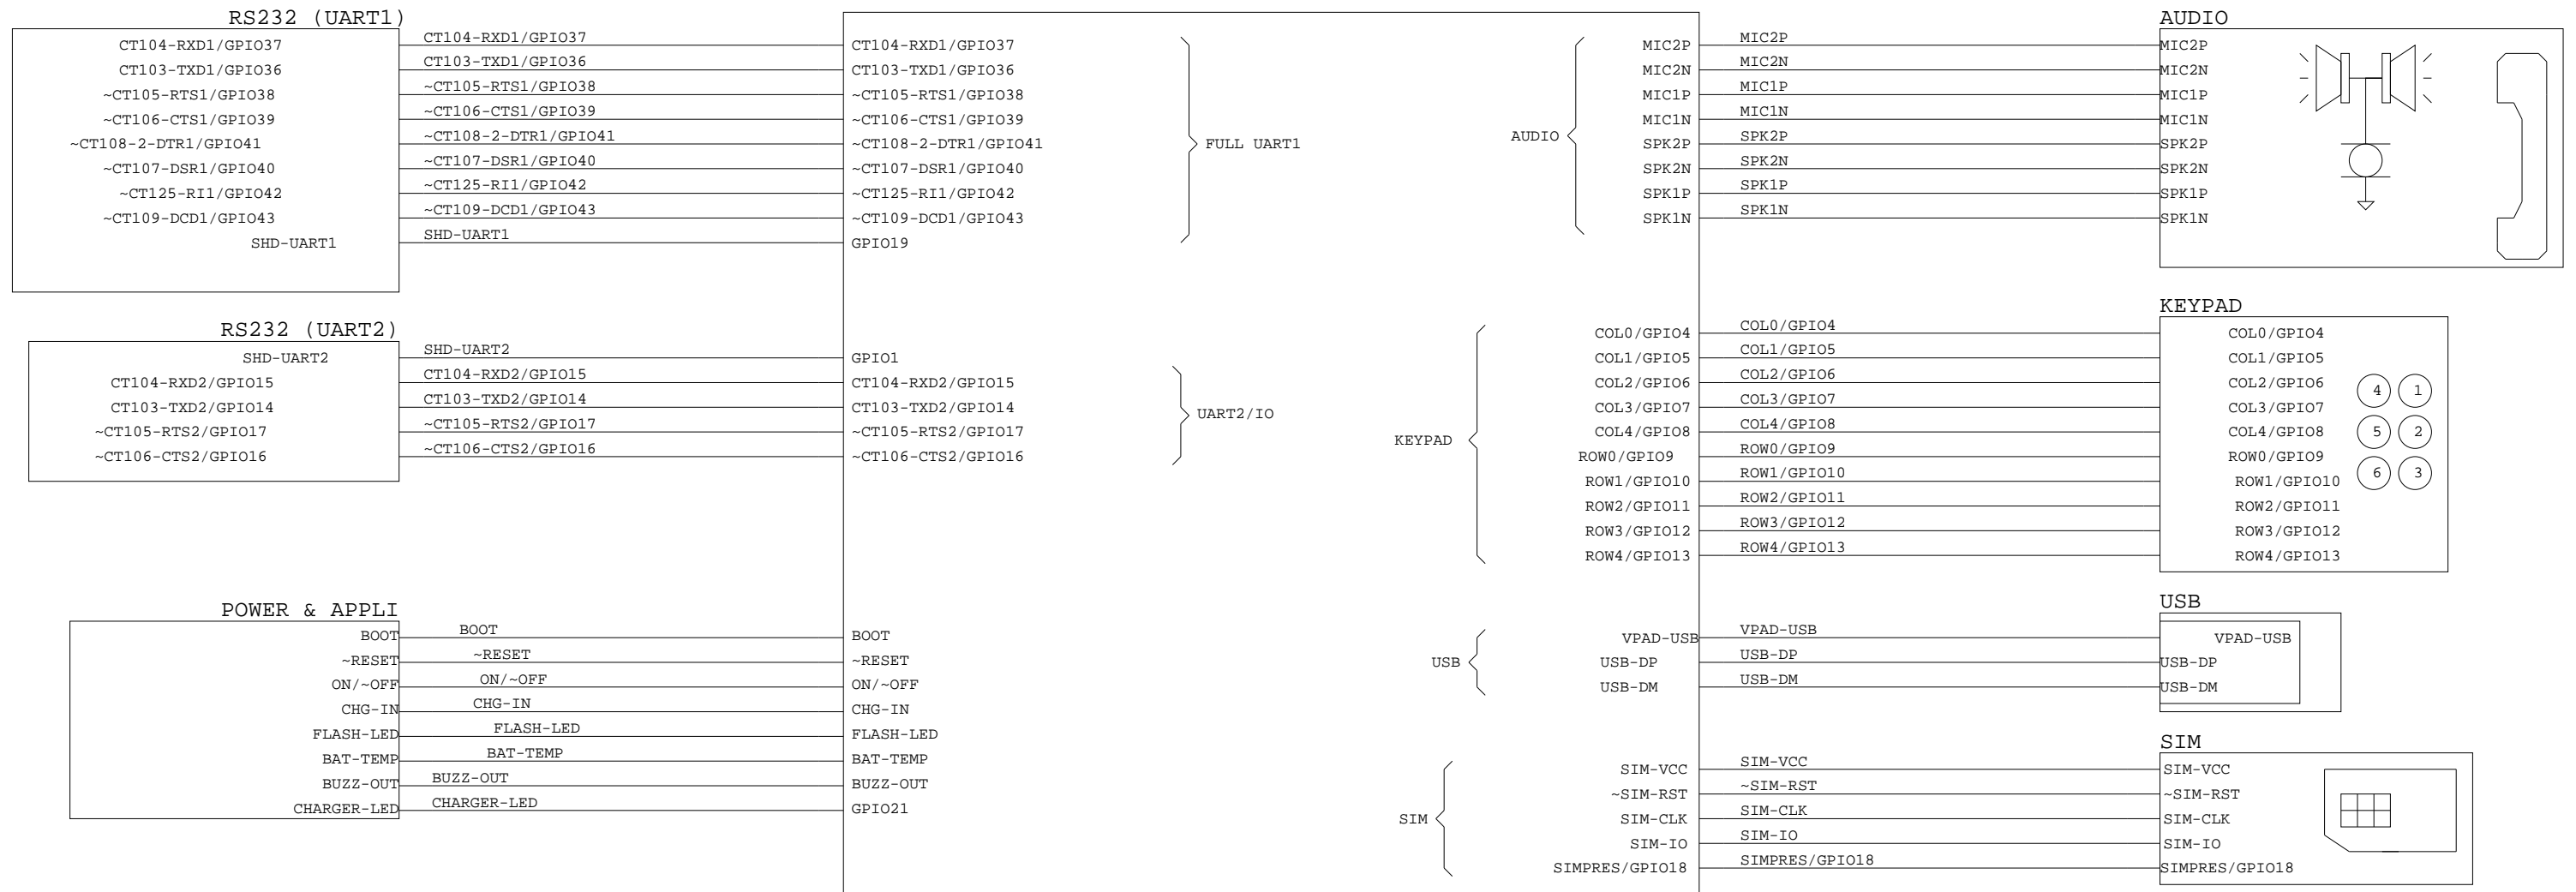 RS232 (UART1)
CT104-RXD1/GPIO37
CT103-TXD1/GPIO36
~CT105-RTS1/GPIO38
~CT106-CTS1/GPIO39
~CT108-2-DTR1/GPIO41
~CT107-DSR1/GPIO40
~CT125-RI1/GPIO42
~CT109-DCD1/GPIO43
SHD-UART1
CT104-RXD1/GPIO37
CT103-TXD1/GPIO36
~CT105-RTS1/GPIO38
~CT106-CTS1/GPIO39
~CT108-2-DTR1/GPIO41
~CT107-DSR1/GPIO40
~CT125-RI1/GPIO42
~CT109-DCD1/GPIO43
SHD-UART1
CT104-RXD1/GPIO37
CT103-TXD1/GPIO36
~CT105-RTS1/GPIO38
~CT106-CTS1/GPIO39
~CT108-2-DTR1/GPIO41
~CT107-DSR1/GPIO40
~CT125-RI1/GPIO42
~CT109-DCD1/GPIO43
GPIO19
FULL UART1
RS232 (UART2)
SHD-UART2
CT104-RXD2/GPIO15
CT103-TXD2/GPIO14
~CT105-RTS2/GPIO17
~CT106-CTS2/GPIO16
SHD-UART2
CT104-RXD2/GPIO15
CT103-TXD2/GPIO14
~CT105-RTS2/GPIO17
~CT106-CTS2/GPIO16
GPIO1
CT104-RXD2/GPIO15
CT103-TXD2/GPIO14
~CT105-RTS2/GPIO17
~CT106-CTS2/GPIO16
UART2/IO
POWER & APPLI
BOOT
~RESET
ON/~OFF
CHG-IN
FLASH-LED
BAT-TEMP
BUZZ-OUT
CHARGER-LED
BOOT
~RESET
ON/~OFF
CHG-IN
FLASH-LED
BAT-TEMP
BUZZ-OUT
CHARGER-LED
BOOT
~RESET
ON/~OFF
CHG-IN
FLASH-LED
BAT-TEMP
BUZZ-OUT
GPIO21
AUDIO
MIC2P
MIC2N
MIC1P
MIC1N
SPK2P
SPK2N
SPK1P
SPK1N
MIC2P
MIC2N
MIC1P
MIC1N
SPK2P
SPK2N
SPK1P
SPK1N
AUDIO
MIC2P
MIC2N
MIC1P
MIC1N
SPK2P
SPK2N
SPK1P
SPK1N
KEYPAD
COL0/GPIO4
COL1/GPIO5
COL2/GPIO6
COL3/GPIO7
COL4/GPIO8
ROW0/GPIO9
ROW1/GPIO10
ROW2/GPIO11
ROW3/GPIO12
ROW4/GPIO13
COL0/GPIO4
COL1/GPIO5
COL2/GPIO6
COL3/GPIO7
COL4/GPIO8
ROW0/GPIO9
ROW1/GPIO10
ROW2/GPIO11
ROW3/GPIO12
ROW4/GPIO13
KEYPAD
COL0/GPIO4
COL1/GPIO5
COL2/GPIO6
COL3/GPIO7
COL4/GPIO8
ROW0/GPIO9
ROW1/GPIO10
ROW2/GPIO11
ROW3/GPIO12
ROW4/GPIO13
4 1
5 2
6 3
USB
VPAD-USB
USB-DP
USB-DM
VPAD-USB
USB-DP
USB-DM
USB
VPAD-USB
USB-DP
USB-DM
SIM
SIM-VCC
~SIM-RST
SIM-CLK
SIM-IO
SIMPRES/GPIO18
SIM-VCC
~SIM-RST
SIM-CLK
SIM-IO
SIMPRES/GPIO18
SIM
SIM-VCC
~SIM-RST
SIM-CLK
SIM-IO
SIMPRES/GPIO18